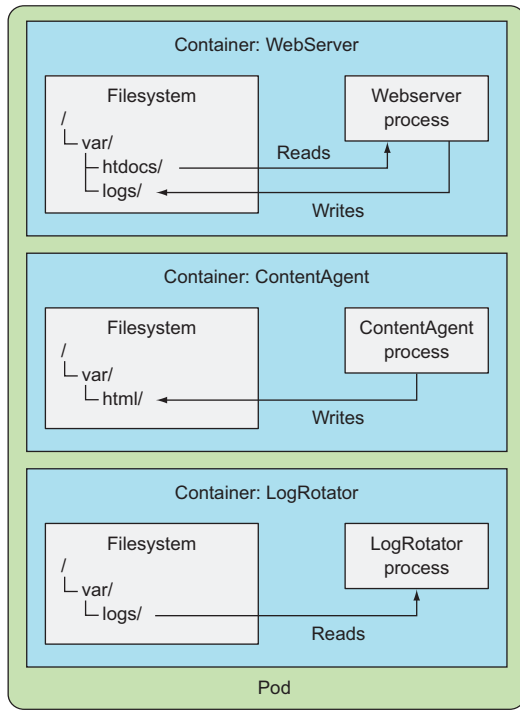 Container: WebServer
Filesystem
/
var/
htdocs/
logs/
Webserver
process
Reads
Writes
Container: ContentAgent
Filesystem
/
var/
html/
ContentAgent
process
Writes
Container: LogRotator
Filesystem
/
var/
logs/
LogRotator
process
Reads
Pod